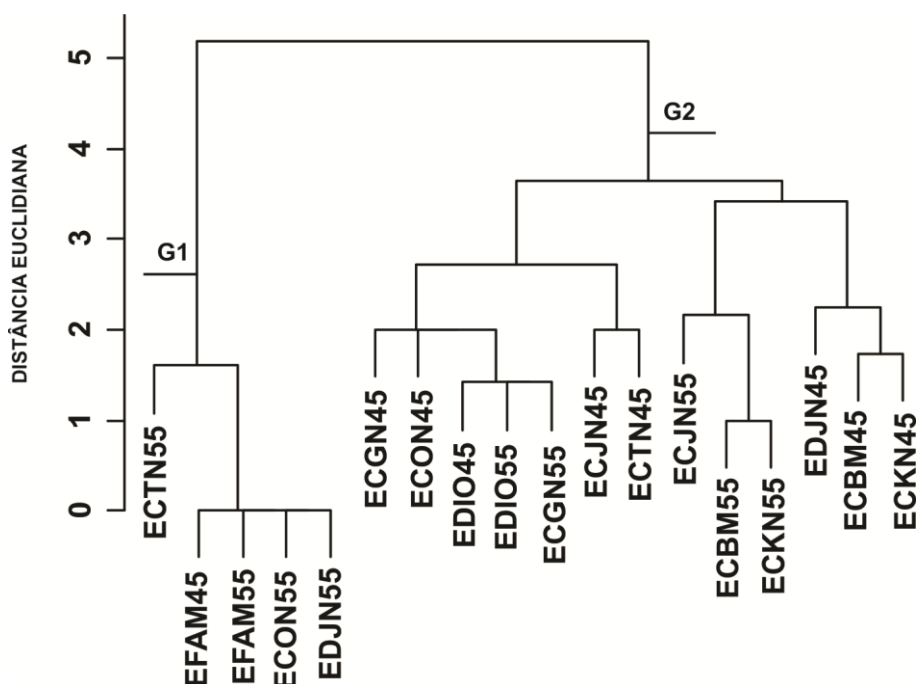 DISTÂNCIA EUCLIDIANA
5
4
3
2
1
0
G1
G2
ECTN55
EFAM45
EFAM55
ECON55
EDJN55
ECGN45
ECON45
EDIO45
EDIO55
ECGN55
ECJN45
ECTN45
ECJN55
ECBM55
ECKN55
EDJN45
ECBM45
ECKN45